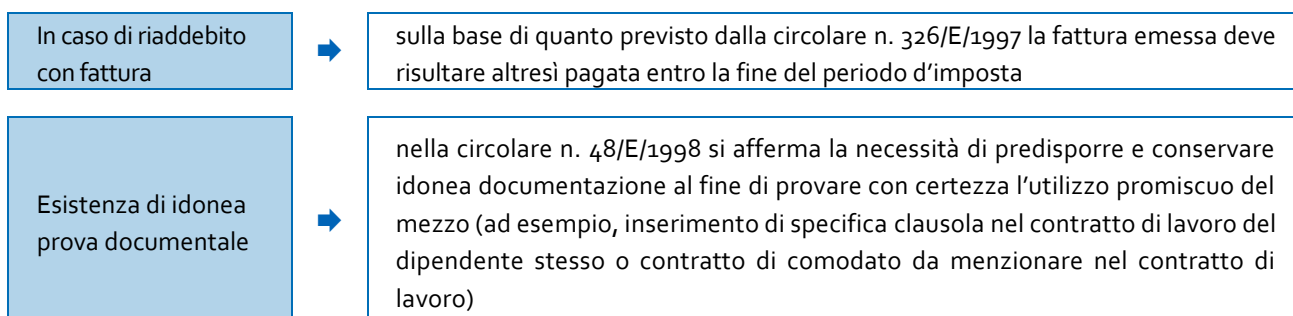 In caso di riaddebito
con fattura
sulla base di quanto previsto dalla circolare n. 326/E/1997 la fattura emessa deve
risultare altresì pagata entro la fine del periodo d'imposta
Esistenza di idonea
prova documentale
nella circolare n. 48/E/1998 si afferma la necessità di predisporre e conservare
idonea documentazione al fine di provare con certezza l'utilizzo promiscuo del
mezzo (ad esempio, inserimento di specifica clausola nel contratto di lavoro del
dipendente stesso o contratto di comodato da menzionare nel contratto di
lavoro)